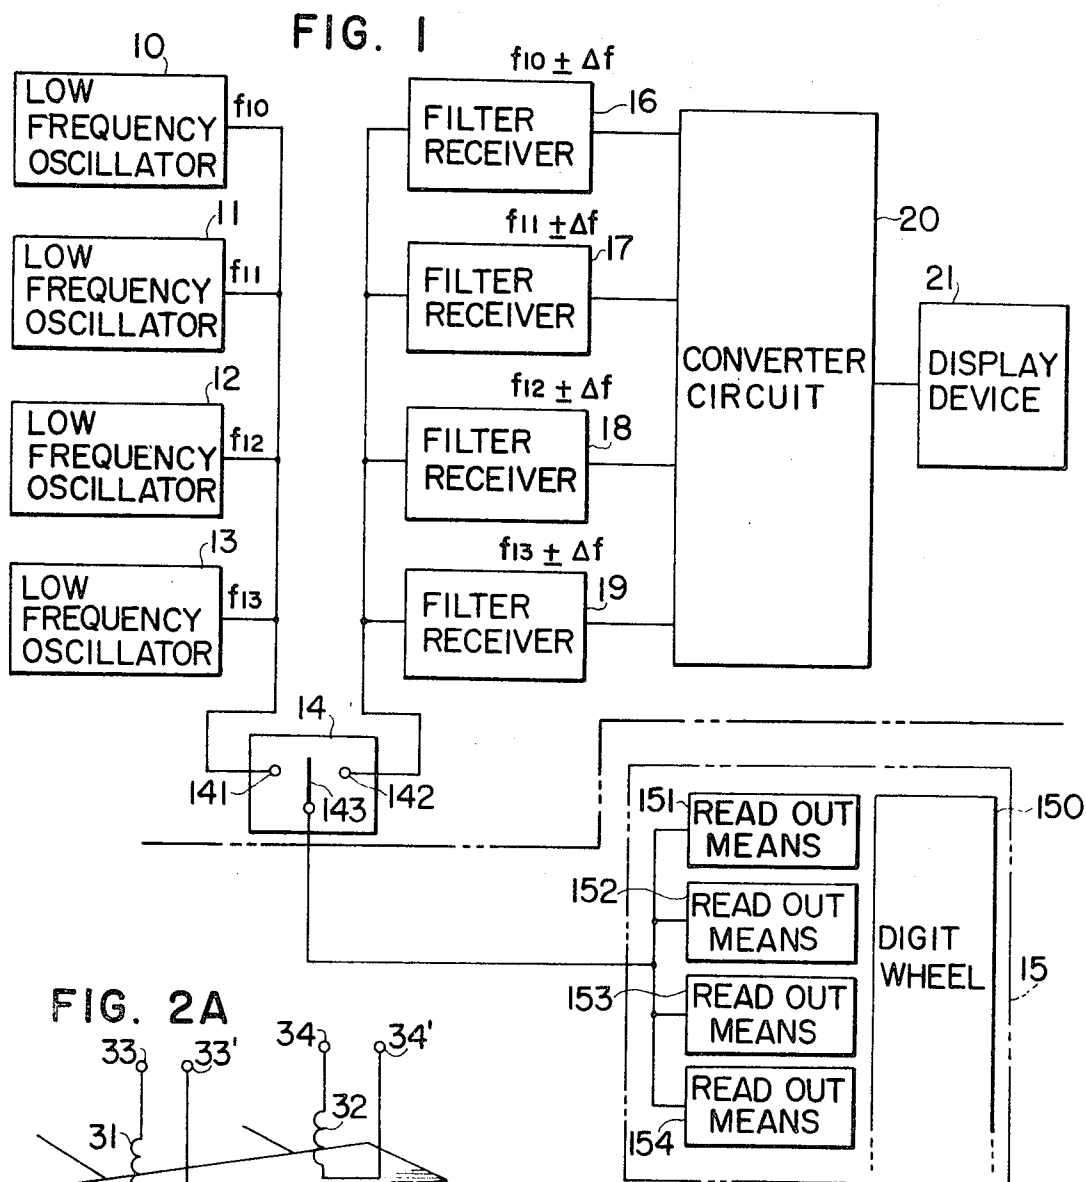 FIG. 1
10
LOW
FREQUENCY
OSCILLATOR
f10
11
LOW
FREQUENCY
OSCILLATOR
f11
12
LOW
FREQUENCY
OSCILLATOR
f12
13
LOW
FREQUENCY
OSCILLATOR
f13
f10 ± Δf
16
FILTER
RECEIVER
f11 ± Δf
17
FILTER
RECEIVER
f12 ± Δf
18
FILTER
RECEIVER
f13 ± Δf
19
FILTER
RECEIVER
20
CONVERTER
CIRCUIT
21
DISPLAY
DEVICE
14
141
143
142
151
READ OUT
MEANS
152
READ OUT
MEANS
153
READ OUT
MEANS
154
READ OUT
MEANS
150
DIGIT
WHEEL
15
FIG. 2A
33
33'
34
34'
31
32